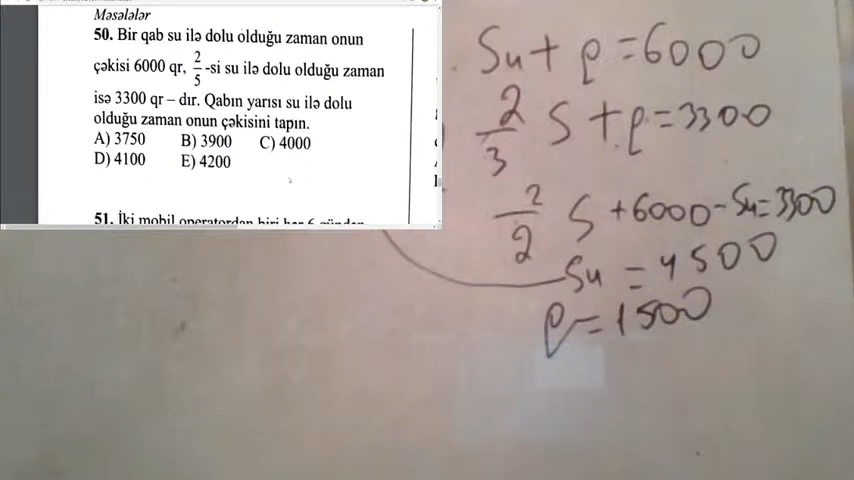 Məsələlər
50. Bir qab su ilə dolu olduğu zaman onun
çəkisi 6000 qr, 2/5 -si su ilə dolu olduğu zaman
isə 3300 qr – dır. Qabın yarısı su ilə dolu
olduğu zaman onun çəkisini tapın.
A) 3750 B) 3900 C) 4000
D) 4100 E) 4200
51. İki mobil operatordan biri hər 6
Su + P = 6000
2/3 S + P = 3300
2/2 S + 6000 - Su = 3300
Su = 4500
P = 1500